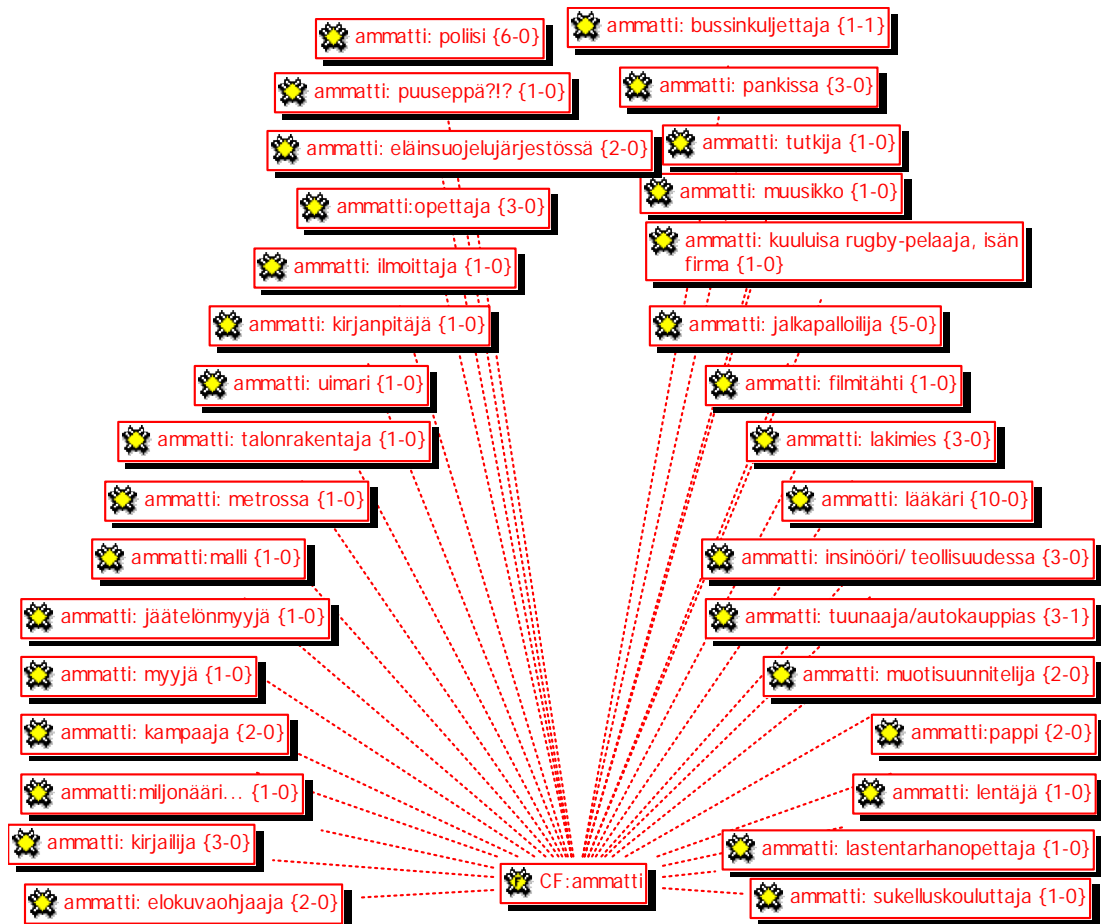 ammatti: poliisi {6-0}
ammatti: bussinkuljettaja {1-1}
ammatti: puuseppä?!? {1-0}
ammatti: pankissa {3-0}
ammatti: eläinsuojelujärjestössä {2-0}
ammatti: tutkija {1-0}
ammatti: muusikko {1-0}
ammatti:opettaja {3-0}
ammatti: kuuluisa rugby-pelaaja, isän
firma {1-0}
ammatti: ilmoittaja {1-0}
ammatti: kirjanpitäjä {1-0}
ammatti: jalkapalloilija {5-0}
ammatti: uimari {1-0}
ammatti: filmitähti {1-0}
ammatti: talonrakentaja {1-0}
ammatti: lakimies {3-0}
ammatti: metrossa {1-0}
ammatti: lääkäri {10-0}
ammatti:malli {1-0}
ammatti: insinööri/ teollisuudessa {3-0}
ammatti: jäätelönmyyjä {1-0}
ammatti: tuunaaja/autokauppias {3-1}
ammatti: myyjä {1-0}
ammatti: muotisuunnitelija {2-0}
ammatti: kampaaja {2-0}
ammatti:pappi {2-0}
ammatti:miljonääri... {1-0}
ammatti: lentäjä {1-0}
ammatti: kirjailija {3-0}
ammatti: lastentarhanopettaja {1-0}
CF:ammatti
ammatti: elokuvaohjaaja {2-0}
ammatti: sukelluskouluttaja {1-0}